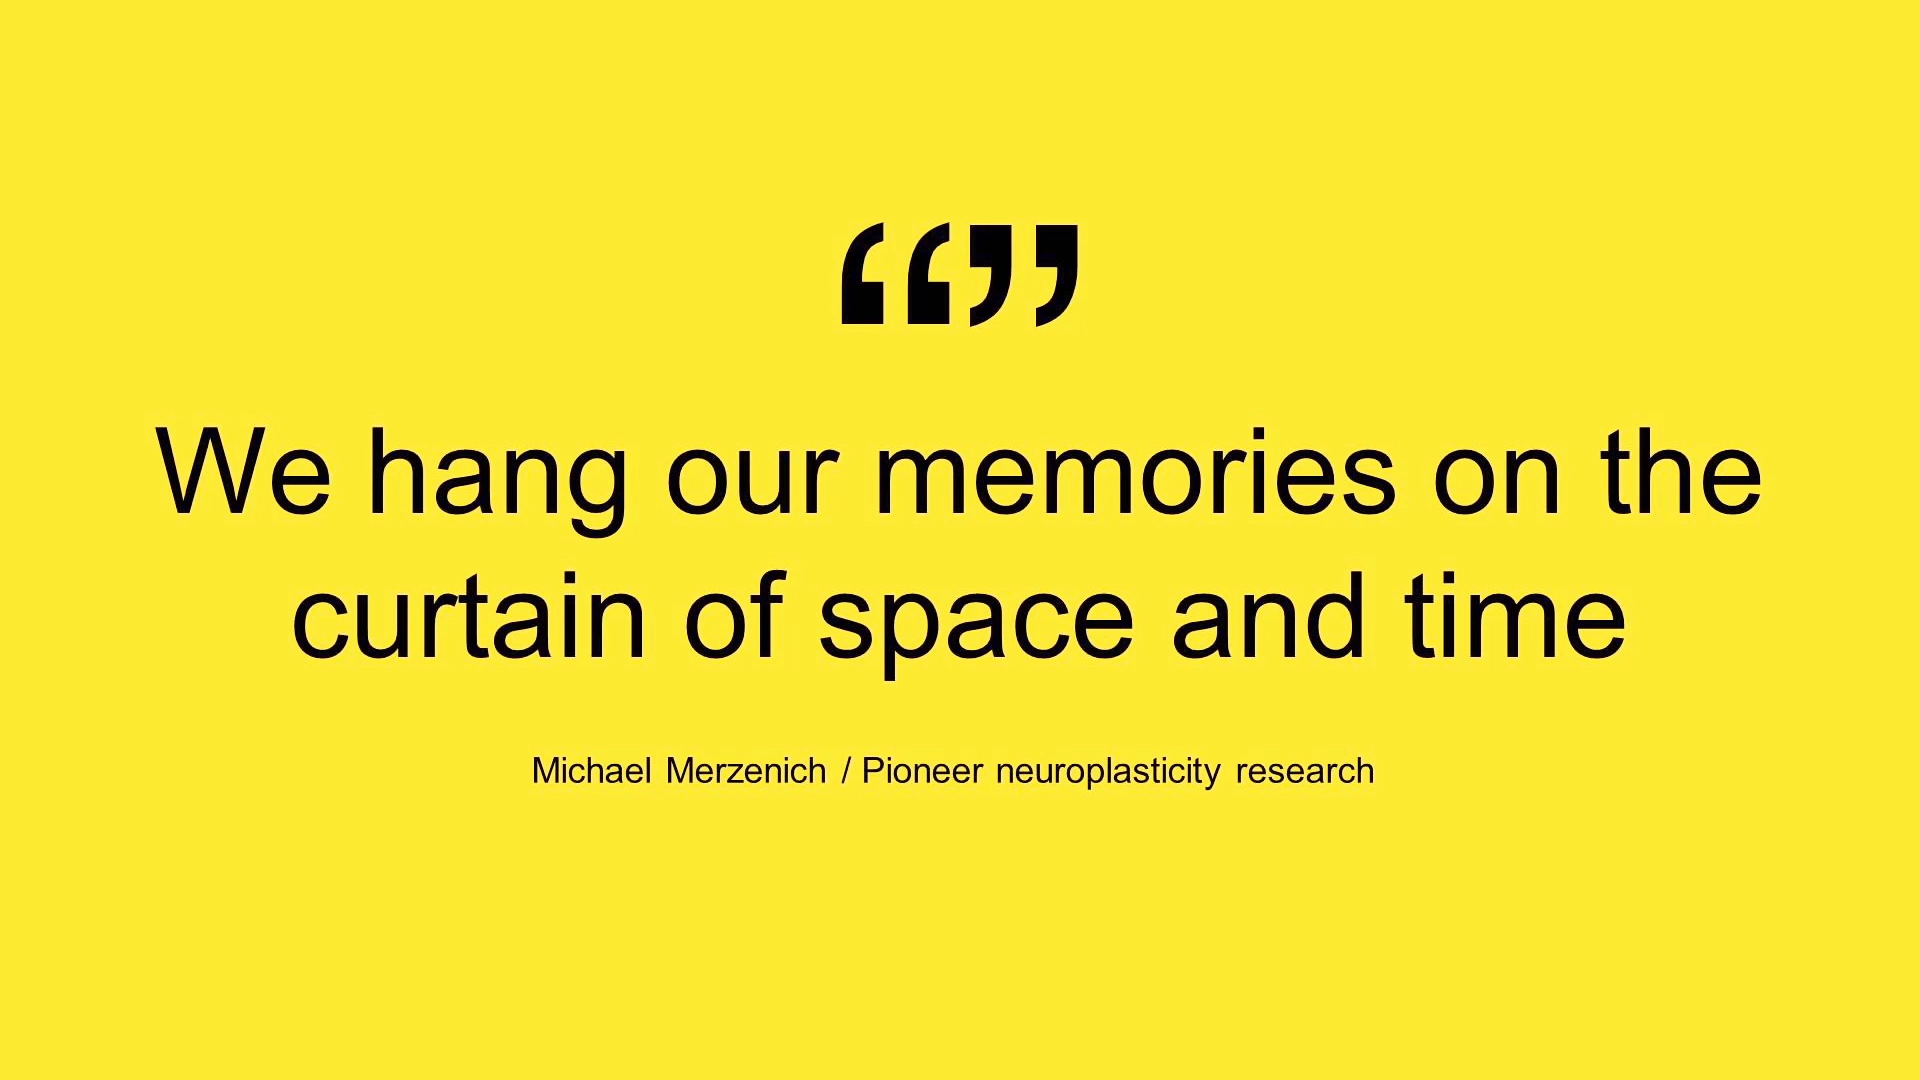 “”
We hang our memories on the
curtain of space and time
Michael Merzenich / Pioneer neuroplasticity research